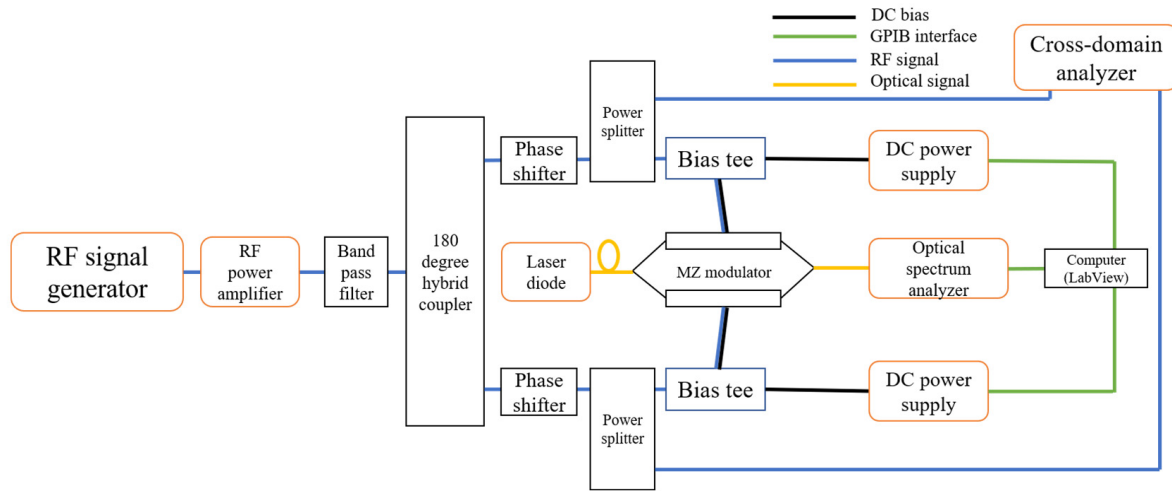 DC bias
GPIB interface
RF signal
Optical signal
Cross-domain
analyzer
Power
splitter
Phase
shifter
Bias tee
DC power
supply
RF signal
generator
RF
power
amplifier
Band
pass
filter
180
degree
hybrid
coupler
Laser
diode
MZ modulator
Optical
spectrum
analyzer
Computer
(LabView)
Phase
shifter
Power
splitter
Bias tee
DC power
supply